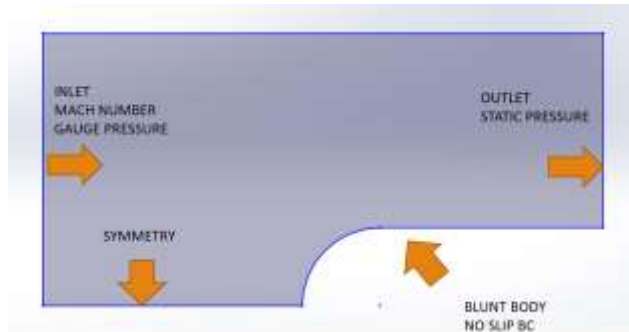 INLET
MACH NUMBER
GAUGE PRESSURE
OUTLET
STATIC PRESSURE
SYMMETRY
BLUNT BODY
NO SLIP BC